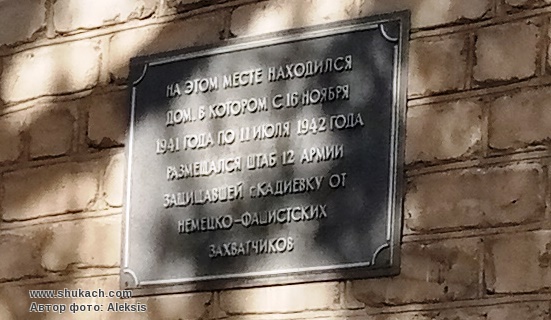 НА ЭТОМ МЕСТЕ НАХОДИЛСЯ
ДОМ, В КОТОРОМ С 16 НОЯБРЯ
1941 ГОДА ПО 11 ИЮЛЯ 1942 ГОДА
РАЗМЕЩАЛСЯ ШТАБ 12 АРМИИ
ЗАЩИЩАВШЕЙ г.КАДИЕВКУ ОТ
НЕМЕЦКО-ФАШИСТСКИХ
ЗАХВАТЧИКОВ
www.shukach.com
Автор фото: Aleksis